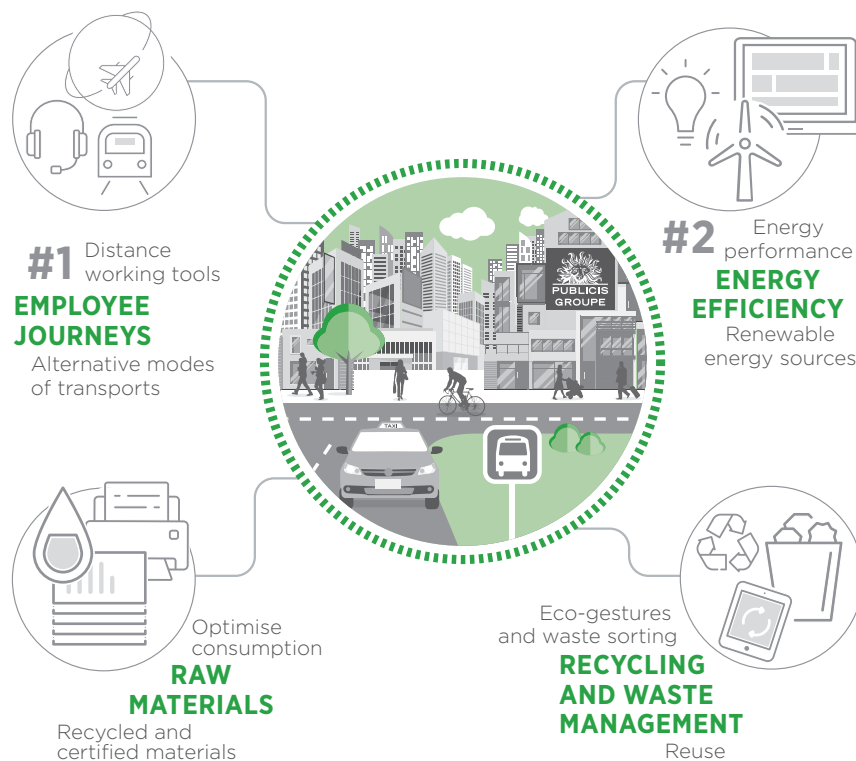 #1 Distance
working tools
EMPLOYEE
JOURNEYS
Alternative modes
of transports
#2 Energy
performance
ENERGY
EFFICIENCY
Renewable
energy sources
PUBLICIS
GROUPE
TAXI
Optimise
consumption
RAW
MATERIALS
Recycled and
certified materials
Eco-gestures
and waste sorting
RECYCLING
AND WASTE
MANAGEMENT
Reuse